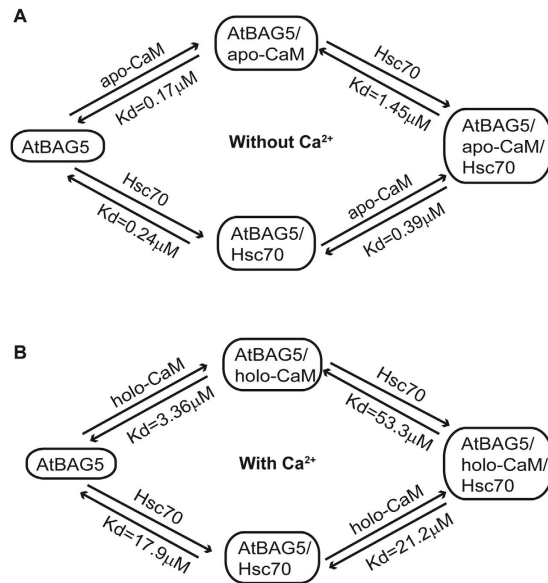 A
AtBAG5/
apo-CaM
apo-CaM
Kd=0.17µM
Hsc70
Kd=1.45µM
AtBAG5
Without Ca²⁺
AtBAG5/
apo-CaM/
Hsc70
Hsc70
Kd=0.24µM
AtBAG5/
Hsc70
apo-CaM
Kd=0.39µM
B
AtBAG5/
holo-CaM
holo-CaM
Kd=3.36µM
Hsc70
Kd=53.3µM
AtBAG5
With Ca²⁺
AtBAG5/
holo-CaM/
Hsc70
Hsc70
Kd=17.9µM
AtBAG5/
Hsc70
holo-CaM
Kd=21.2µM